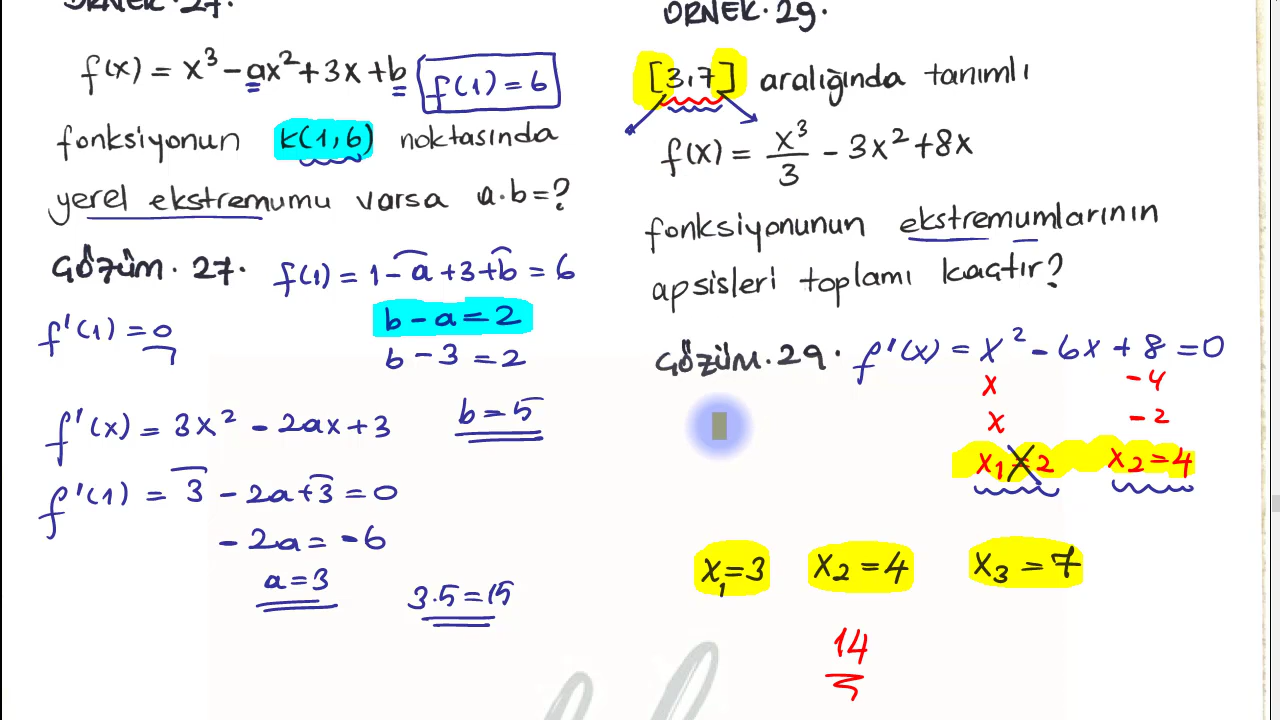 ÖRNEK.27.
f(x) = x³ - ax² + 3x + b f(1) = 6
fonksiyonun K(1,6) noktasında
yerel ekstremumu varsa a.b=?
ÇÖZÜM.27. f(1) = 1 - a + 3 + b = 6
b - a = 2
f'(1) = 0
b - 3 = 2
b = 5
f'(x) = 3x² - 2ax + 3
f'(1) = 3 - 2a + 3 = 0
- 2a = -6
a = 3
3.5 = 15
ÖRNEK.29.
[3,7] aralığında tanımlı
f(x) = x³/3 - 3x² + 8x
fonksiyonunun ekstremumlarının
apsisleri toplamı kaçtır?
ÇÖZÜM.29. f'(x) = x² - 6x + 8 = 0
x -4
x -2
x₁ = 2 x₂ = 4
x₁ = 3 x₂ = 4 x₃ = 7
14